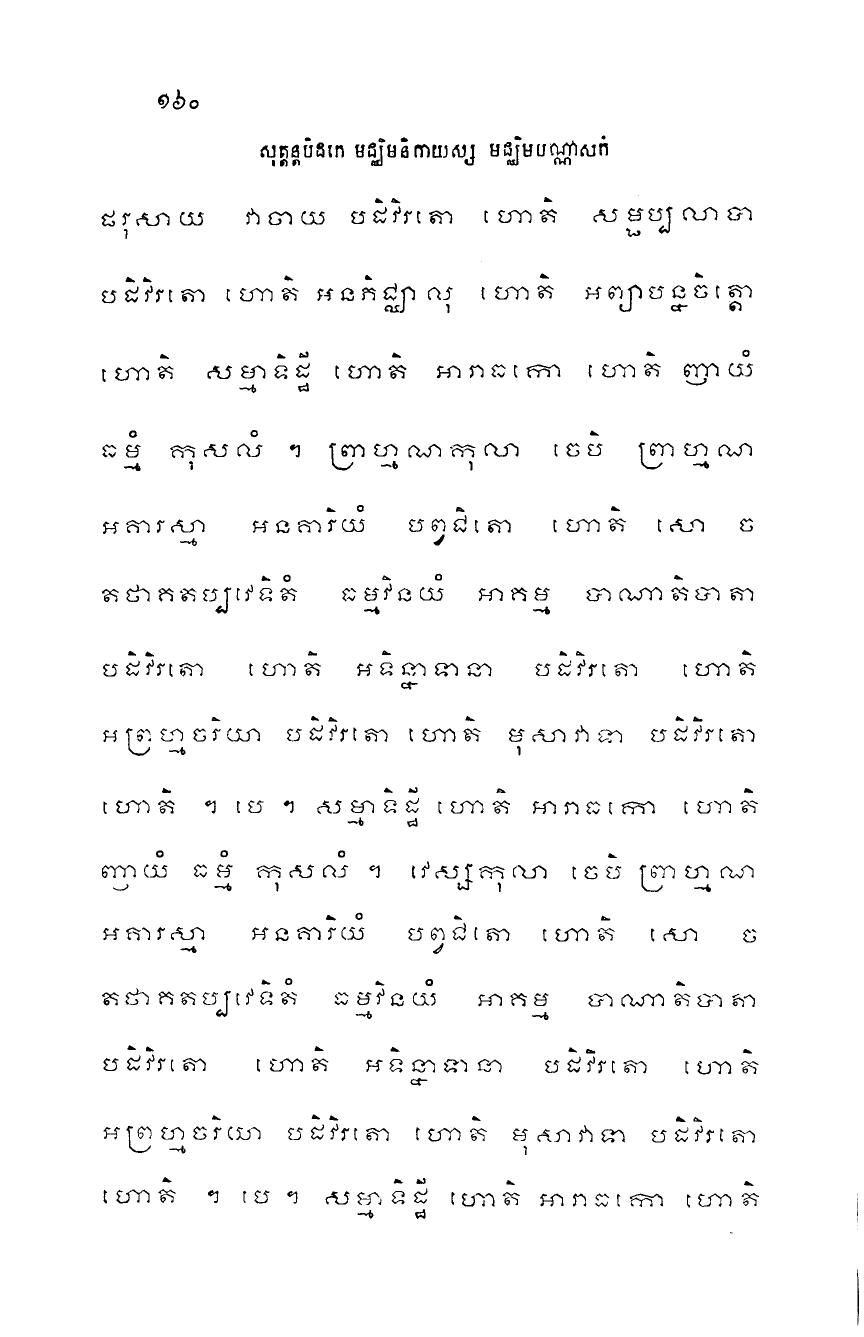 ១៦០
សុត្តន្តបិដកេ មជ្ឈិមនិកាយស្ស មជ្ឈិមបណ្ណាសកំ
ផរុសាយ វាចាយ បដិវិរតោ ហោតិ សម្ផប្បលាបា
បដិវិរតោ ហោតិ អនភិជ្ឈាលុ ហោតិ អព្យាបន្នចិត្តោ
ហោតិ សម្មាទិដ្ឋី ហោតិ អារាធកោ ហោតិ ញាយំ
ធម្មំ កុសលំ ។ ព្រាហ្មណកុលា ចេបិ ព្រាហ្មណ
អគារស្មា អនគារិយំ បព្វជិតោ ហោតិ សោ ច
តថាគតប្បវេទិតំ ធម្មវិនយំ អាគម្ម បាណាតិបាតា
បដិវិរតោ ហោតិ អទិន្នាទានា បដិវិរតោ ហោតិ
អព្រហ្មចរិយា បដិវិរតោ ហោតិ មុសាវាទា បដិវិរតោ
ហោតិ ។ បេ ។ សម្មាទិដ្ឋី ហោតិ អារាធកោ ហោតិ
ញាយំ ធម្មំ កុសលំ ។ វេស្សកុលា ចេបិ ព្រាហ្មណ
អគារស្មា អនគារិយំ បព្វជិតោ ហោតិ សោ ច
តថាគតប្បវេទិតំ ធម្មវិនយំ អាគម្ម បាណាតិបាតា
បដិវិរតោ ហោតិ អទិន្នាទានា បដិវិរតោ ហោតិ
អព្រហ្មចរិយា បដិវិរតោ ហោតិ មុសាវាទា បដិវិរតោ
ហោតិ ។ បេ ។ សម្មាទិដ្ឋី ហោតិ អារាធកោ ហោតិ